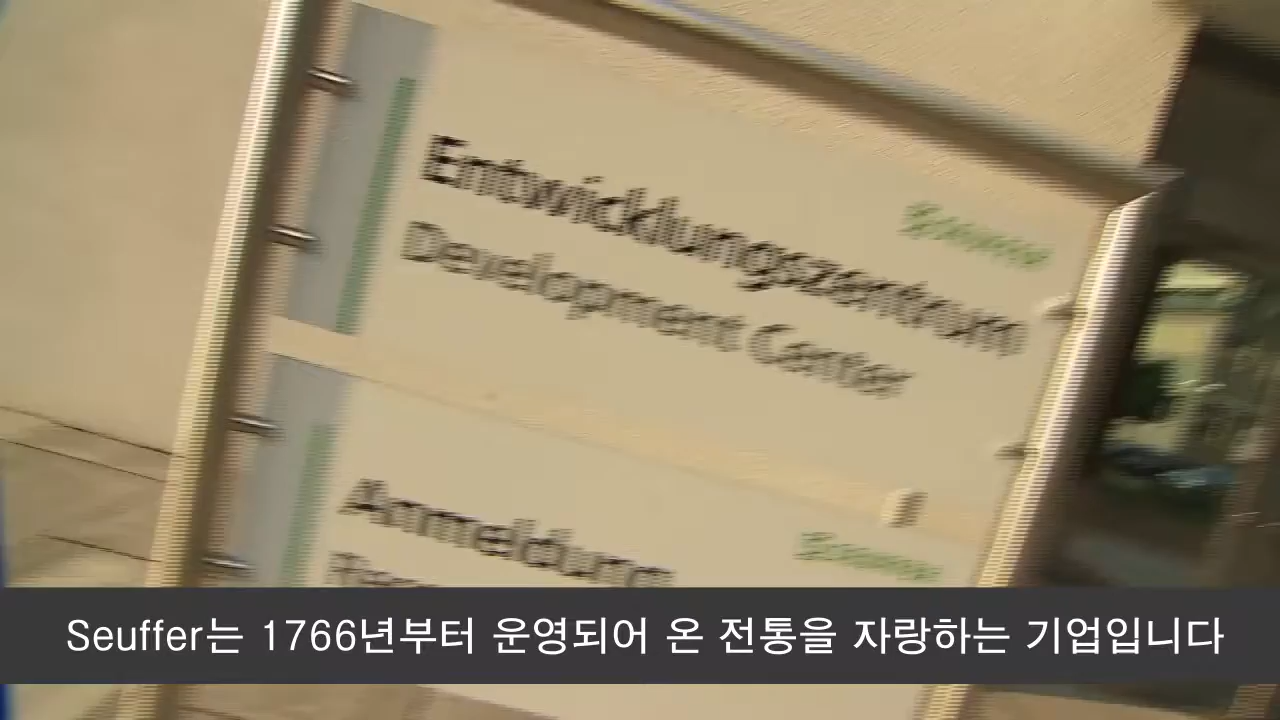 Entwicklungszentrum
Development Center
Anmeldung
Seuffer는 1766년부터 운영되어 온 전통을 자랑하는 기업입니다